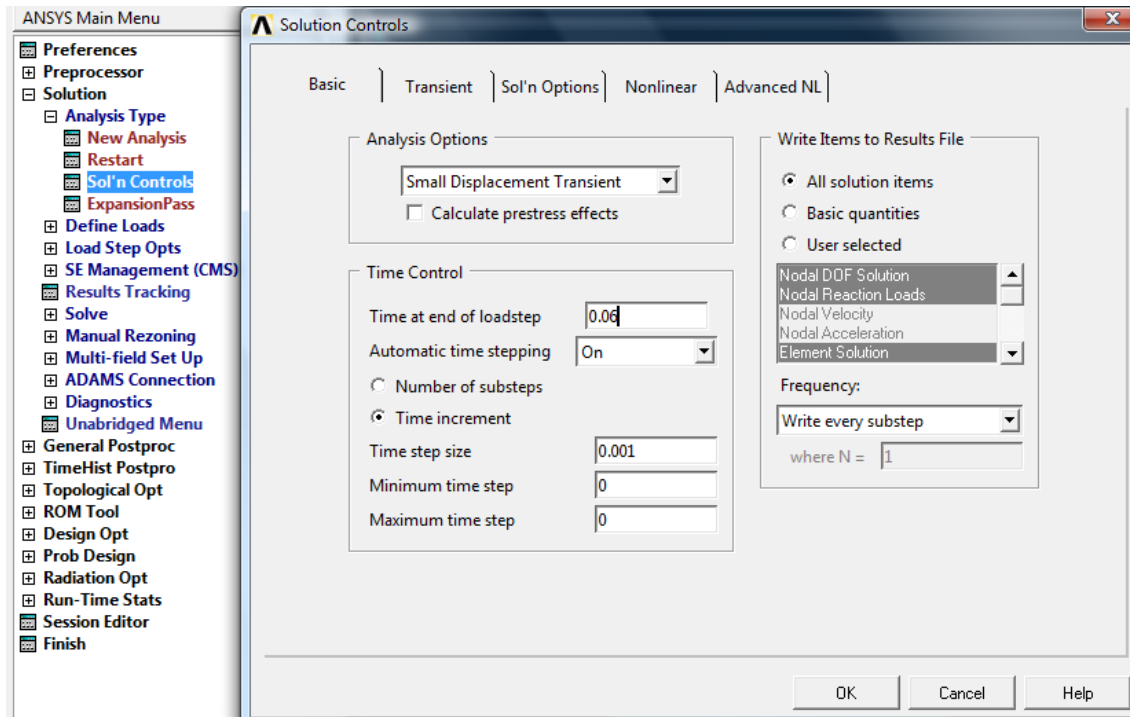 ANSYS Main Menu
Preferences
Preprocessor
Solution
Analysis Type
New Analysis
Restart
Sol'n Controls
ExpansionPass
Define Loads
Load Step Opts
SE Management (CMS)
Results Tracking
Solve
Manual Rezoning
Multi-field Set Up
ADAMS Connection
Diagnostics
Unabridged Menu
General Postproc
TimeHist Postpro
Topological Opt
ROM Tool
Design Opt
Prob Design
Radiation Opt
Run-Time Stats
Session Editor
Finish
Solution Controls
Basic Transient Sol'n Options Nonlinear Advanced NL
Analysis Options
Small Displacement Transient
Calculate prestress effects
Time Control
Time at end of loadstep 0.06
Automatic time stepping On
Number of substeps
Time increment
Time step size 0.001
Minimum time step 0
Maximum time step 0
Write Items to Results File
All solution items
Basic quantities
User selected
Nodal DOF Solution
Nodal Reaction Loads
Nodal Velocity
Nodal Acceleration
Element Solution
Frequency:
Write every substep
where N = 1
OK Cancel Help